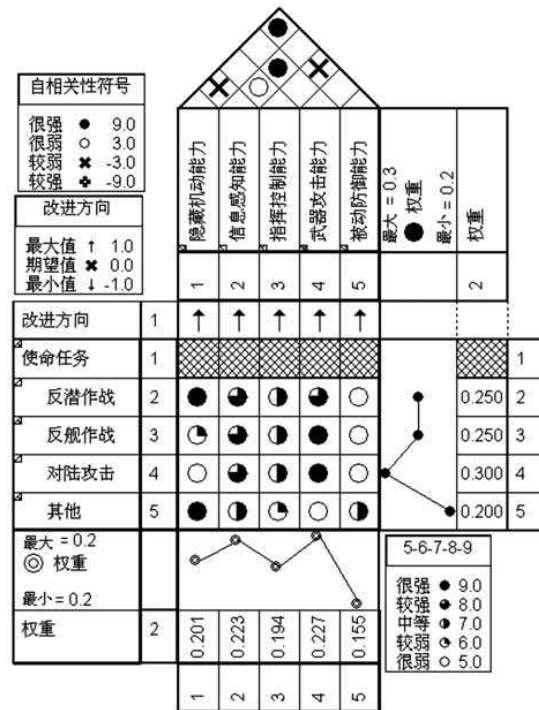 自相关性符号
很强 ● 9.0
很弱 ○ 3.0
较弱 ✖ -3.0
较强 ✚ -9.0
改进方向
最大值 ↑ 1.0
期望值 ✖ 0.0
最小值 ↓ -1.0
隐藏机动能力
信息感知能力
指挥控制能力
武器攻击能力
被动防御能力
最大 = 0.3
● 权重
最小 = 0.2
权重
1 2 3 4 5 2
改进方向 1 ↑ ↑ ↑ ↑ ↑
使命任务 1 1
反潜作战 2 0.250 2
反舰作战 3 0.250 3
对陆攻击 4 0.300 4
其他 5 0.200 5
最大 = 0.2
◎ 权重
最小 = 0.2
权重 2 0.201 0.223 0.194 0.227 0.155
1 2 3 4 5
5-6-7-8-9
很强 ● 9.0
较强 8.0
中等 7.0
较弱 6.0
很弱 ○ 5.0